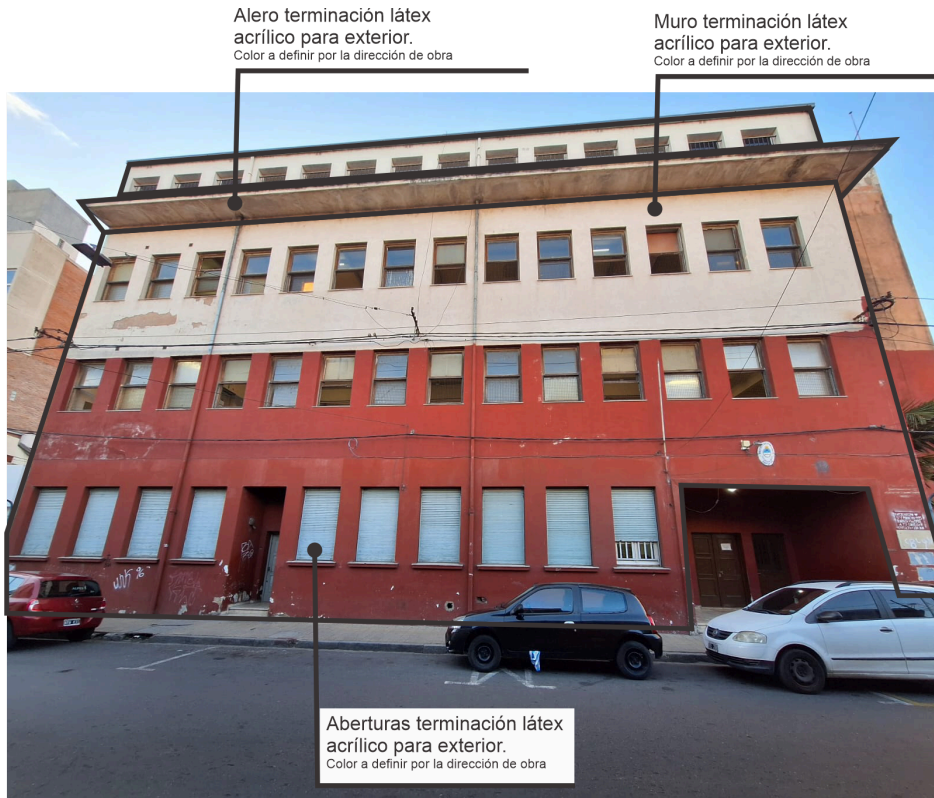 Alero terminación látex
acrílico para exterior.
Color a definir por la dirección de obra
Muro terminación látex
acrílico para exterior.
Color a definir por la dirección de obra
Aberturas terminación látex
acrílico para exterior.
Color a definir por la dirección de obra